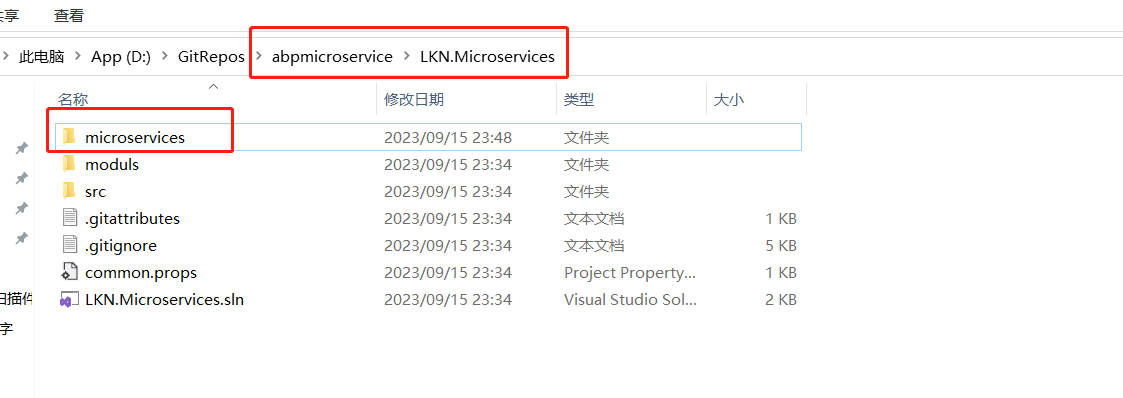 共享 查看
此电脑 > App (D:) > GitRepos > abpmicroservice > LKN.Microservices
名称 修改日期 类型 大小
microservices 2023/09/15 23:48 文件夹
moduls 2023/09/15 23:34 文件夹
src 2023/09/15 23:34 文件夹
.gitattributes 2023/09/15 23:34 文本文档 1 KB
.gitignore 2023/09/15 23:34 文本文档 5 KB
common.props 2023/09/15 23:34 Project Property... 1 KB
LKN.Microservices.sln 2023/09/15 23:34 Visual Studio Sol... 2 KB
扫描件
字